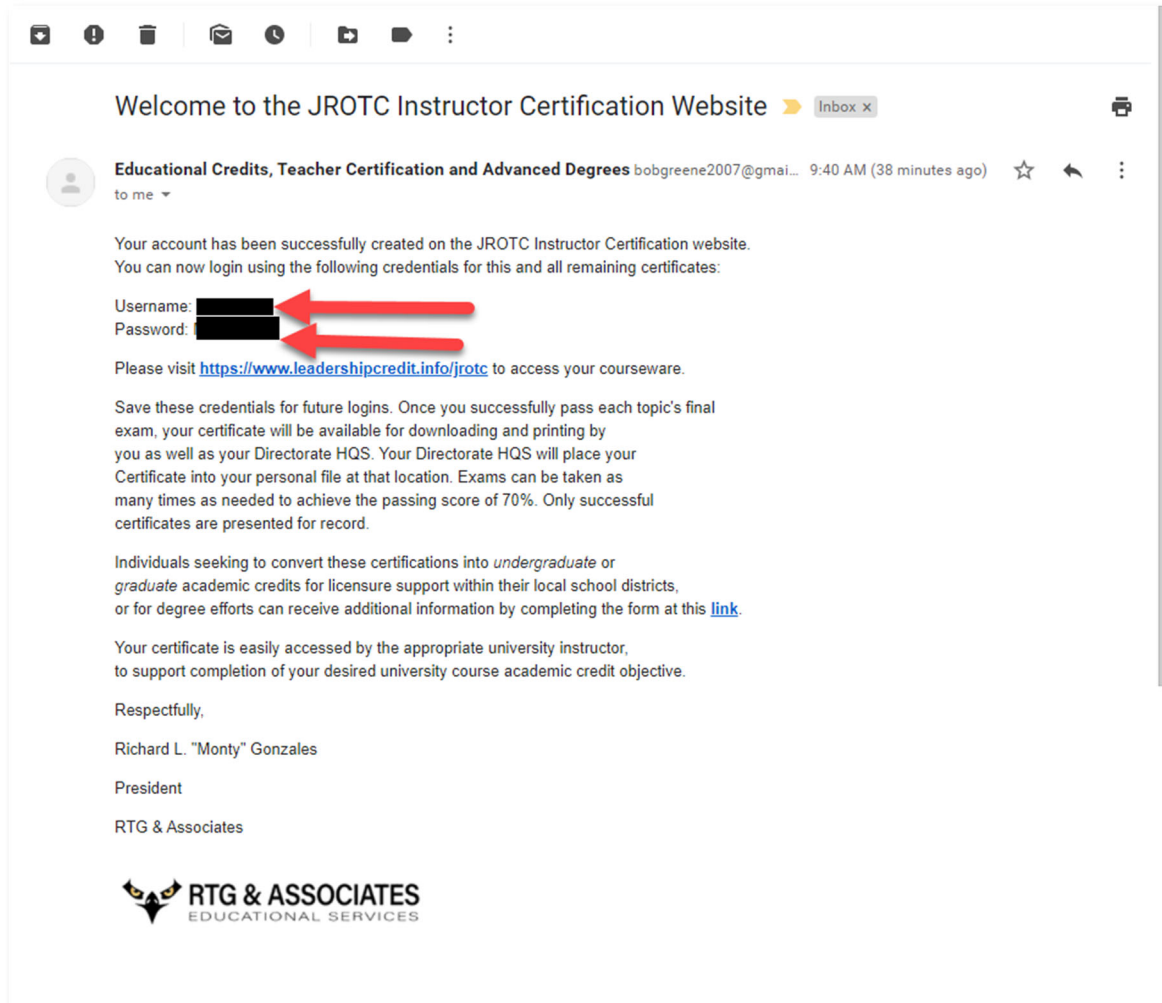 Welcome to the JROTC Instructor Certification Website Inbox x
Educational Credits, Teacher Certification and Advanced Degrees bobgreene2007@gmai... 9:40 AM (38 minutes ago)
to me
Your account has been successfully created on the JROTC Instructor Certification website.
You can now login using the following credentials for this and all remaining certificates:
Username:
Password:
Please visit https://www.leadershipcredit.info/jrotc to access your courseware.
Save these credentials for future logins. Once you successfully pass each topic's final
exam, your certificate will be available for downloading and printing by
you as well as your Directorate HQS. Your Directorate HQS will place your
Certificate into your personal file at that location. Exams can be taken as
many times as needed to achieve the passing score of 70%. Only successful
certificates are presented for record.
Individuals seeking to convert these certifications into undergraduate or
graduate academic credits for licensure support within their local school districts,
or for degree efforts can receive additional information by completing the form at this link.
Your certificate is easily accessed by the appropriate university instructor,
to support completion of your desired university course academic credit objective.
Respectfully,
Richard L. "Monty" Gonzales
President
RTG & Associates
RTG & ASSOCIATES
EDUCATIONAL SERVICES